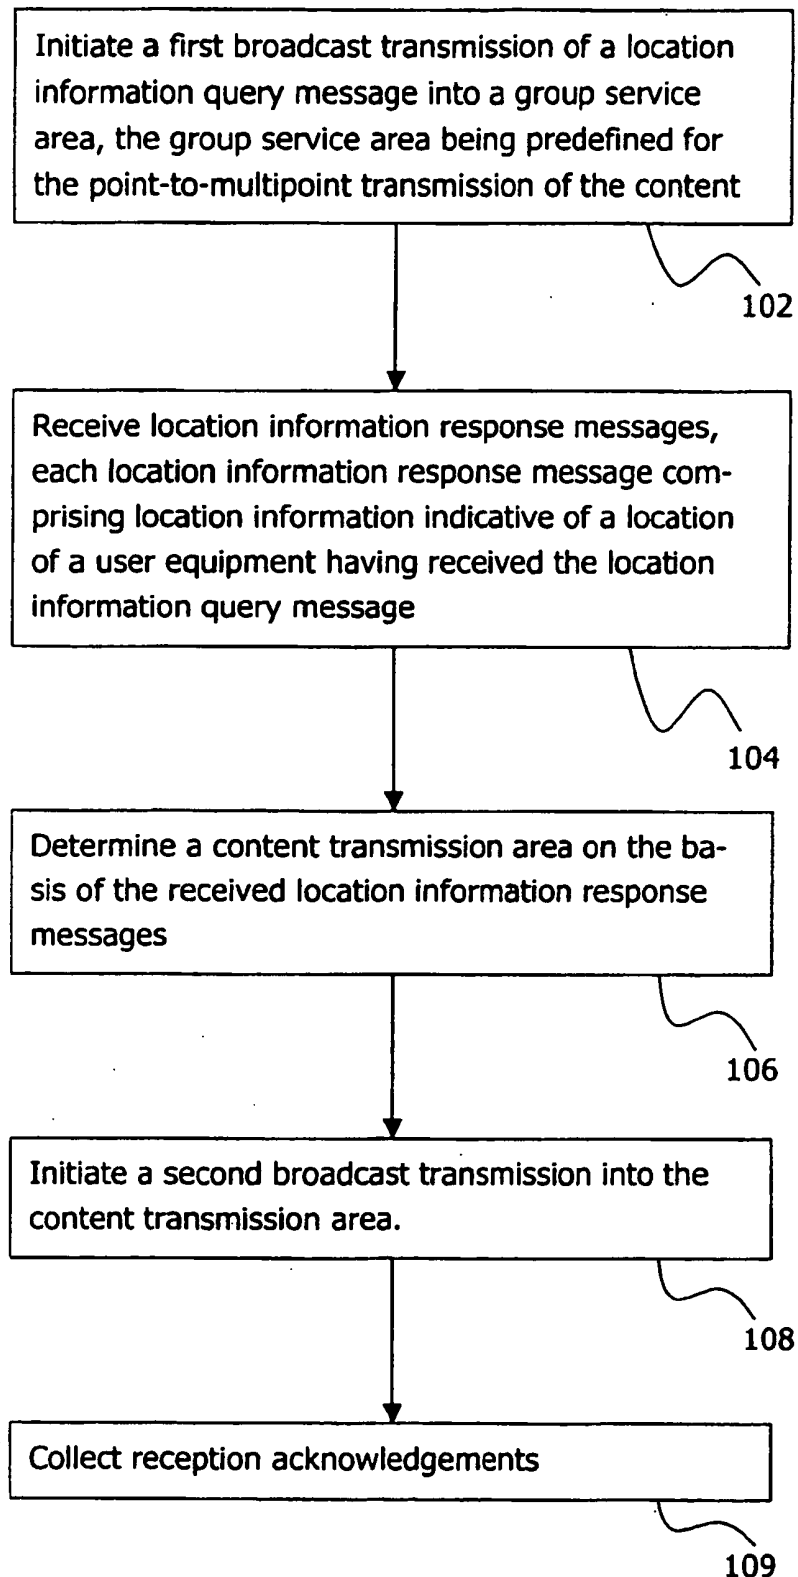 Initiate a first broadcast transmission of a location
information query message into a group service
area, the group service area being predefined for
the point-to-multipoint transmission of the content
102
Receive location information response messages,
each location information response message com-
prising location information indicative of a location
of a user equipment having received the location
information query message
104
Determine a content transmission area on the ba-
sis of the received location information response
messages
106
Initiate a second broadcast transmission into the
content transmission area.
108
Collect reception acknowledgements
109